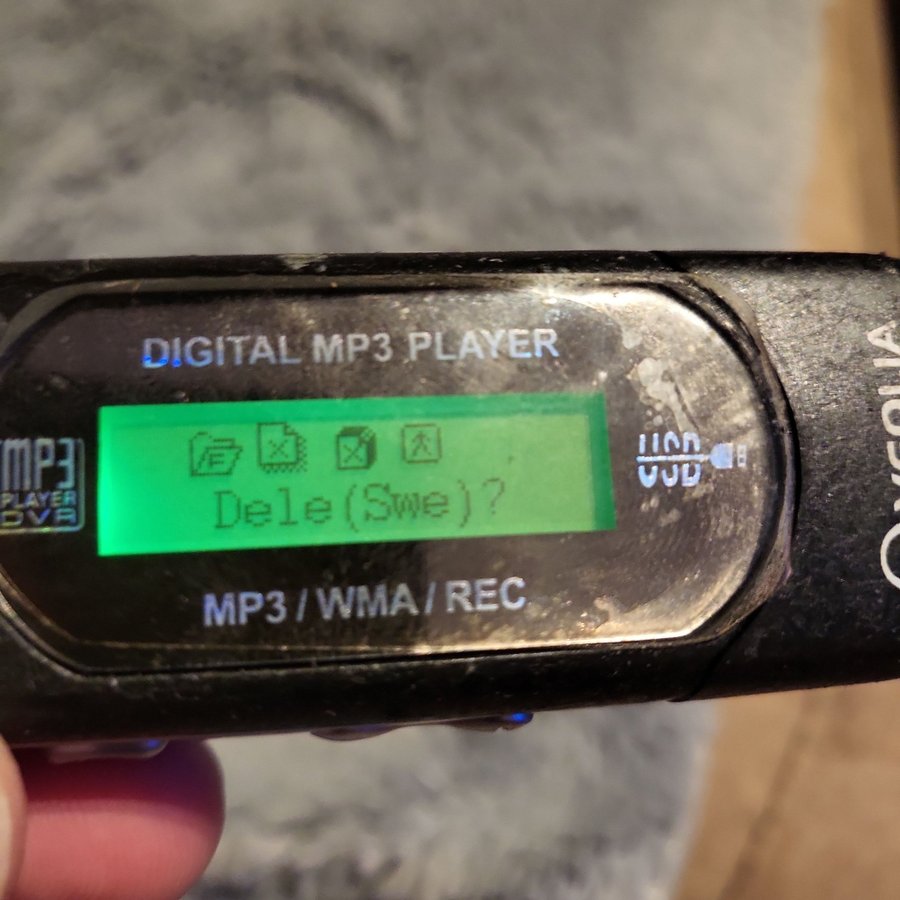 DIGITAL MP3 PLAYER
MP3
PLAYER
DVR
Dele(Swe)?
USB
MP3 / WMA / REC